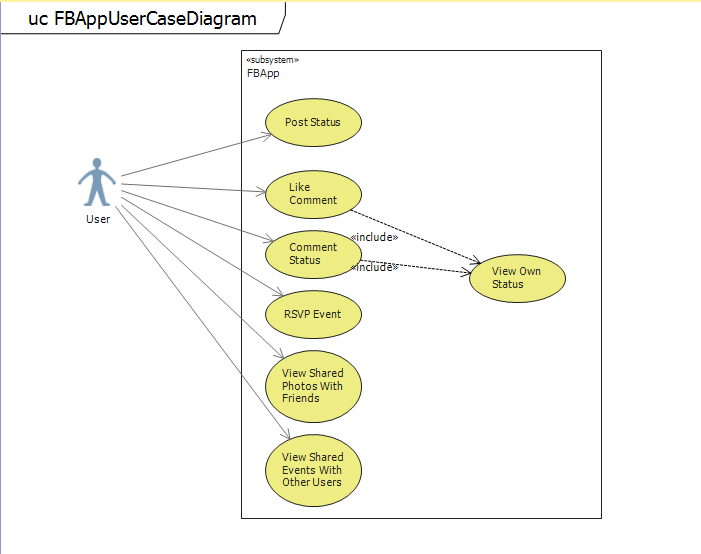 uc FBAppUserCaseDiagram
«subsystem»
FBApp
Post Status
User
Like
Comment
«include»
Comment
Status
«include»
View Own
Status
RSVP Event
View Shared
Photos With
Friends
View Shared
Events With
Other Users